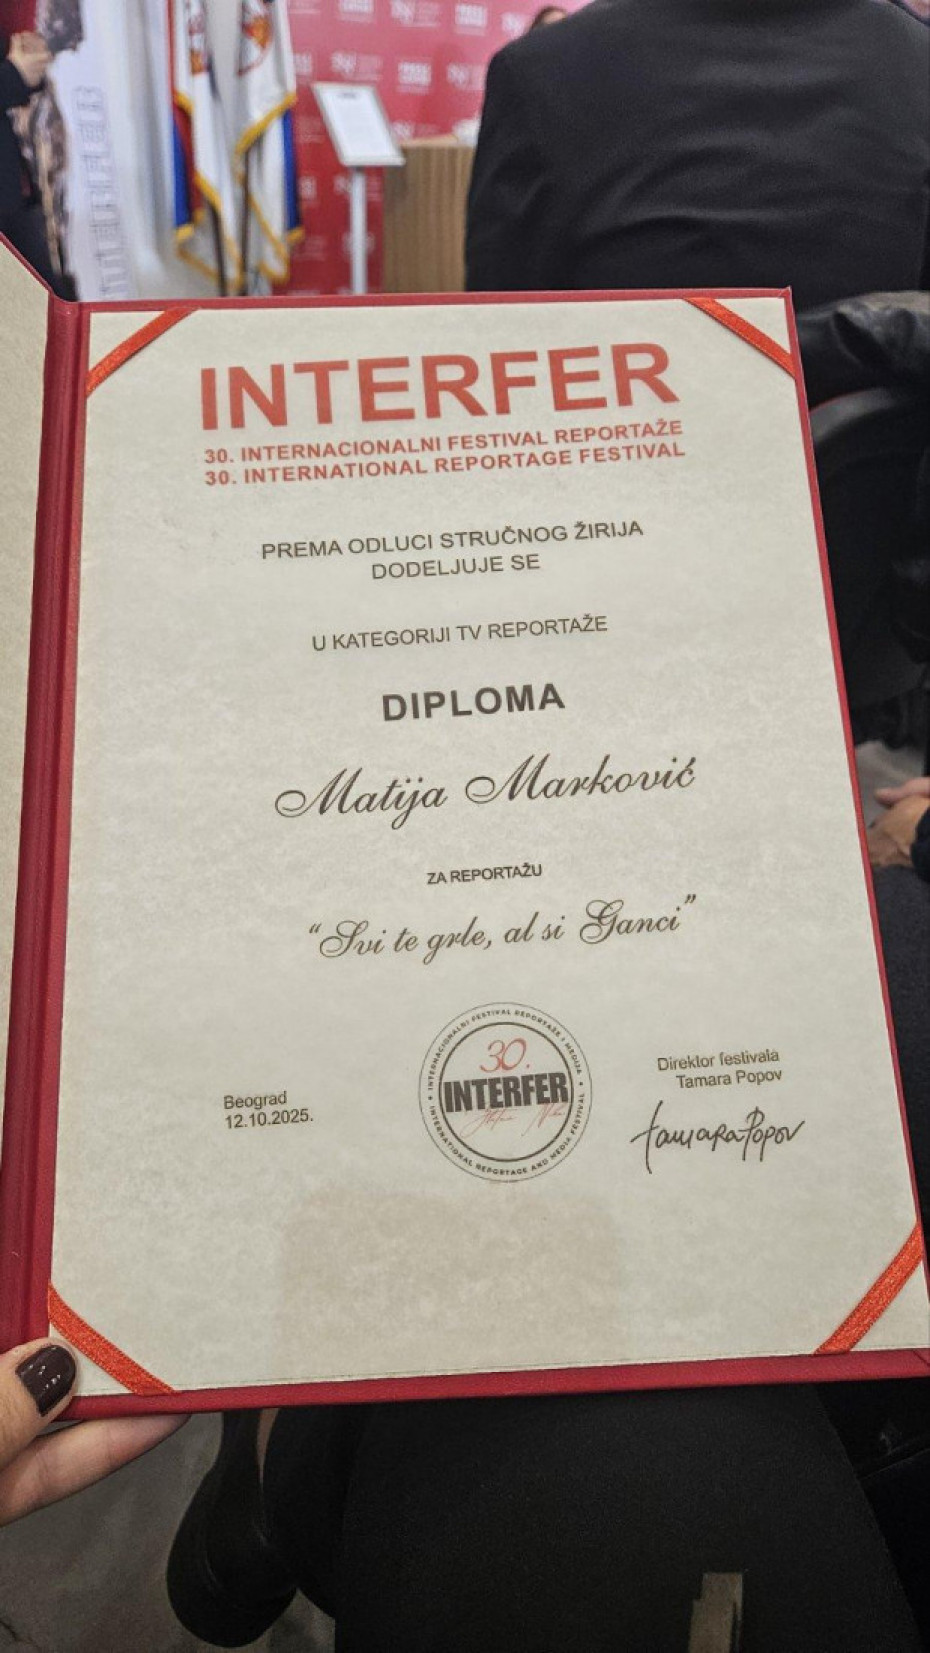 INTERFER
30. INTERNACIONALNI FESTIVAL REPORTAŽE
30. INTERNATIONAL REPORTAGE FESTIVAL
PREMA ODLUCI STRUČNOG ŽIRIJA
DODELJUJE SE
U KATEGORIJI TV REPORTAŽE
DIPLOMA
Matija Marković
ZA REPORTAŽU
“Svi te grle, al si Ganci”
Beograd
12.10.2025.
INTERNACIONALNI FESTIVAL REPORTAŽE I MEDIJA
30.
INTERFER
INTERNATIONAL REPORTAGE AND MEDIA FESTIVAL
Direktor festivala
Tamara Popov
Tamara Popov